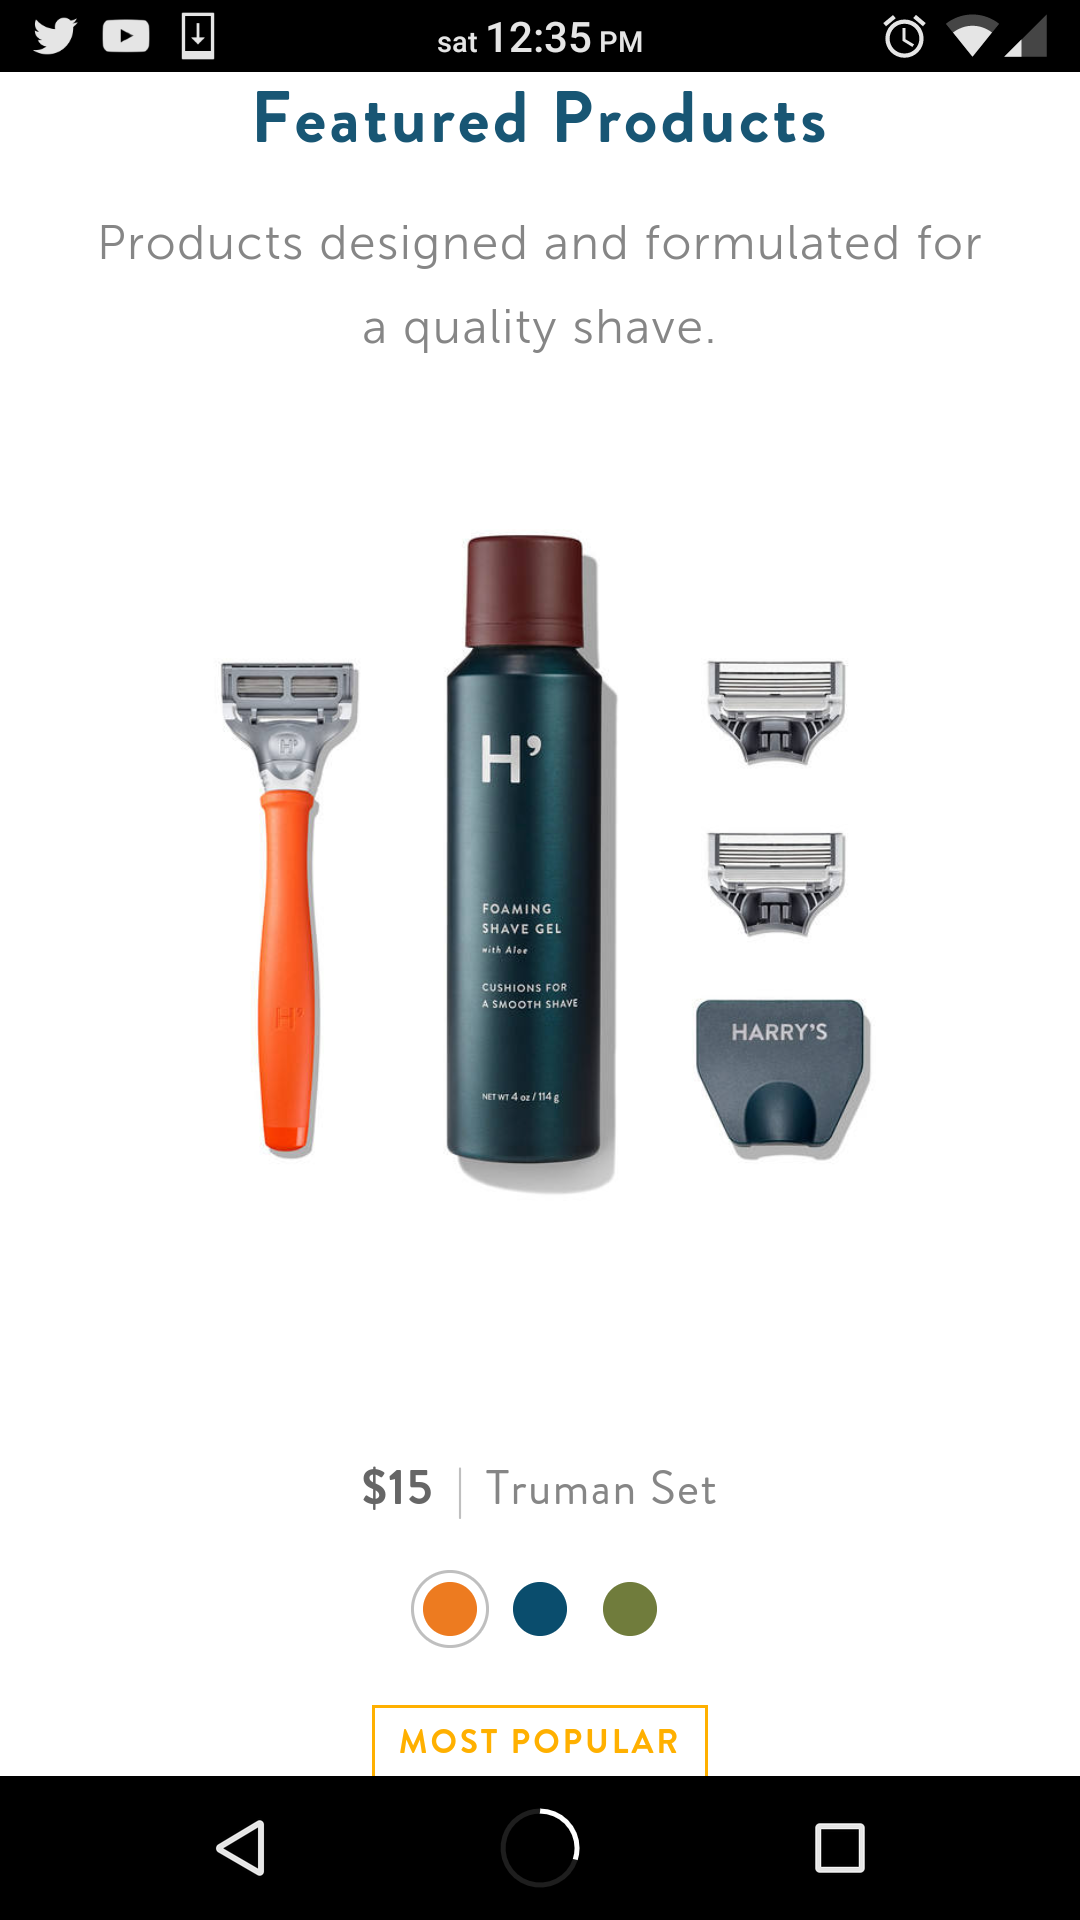 sat 12:35 PM
Featured Products
Products designed and formulated for
a quality shave.
H'
FOAMING
SHAVE GEL
with Aloe
CUSHIONS FOR
A SMOOTH SHAVE
NET WT 4 oz / 114 g
H'
H'
HARRY'S
$15 | Truman Set
MOST POPULAR